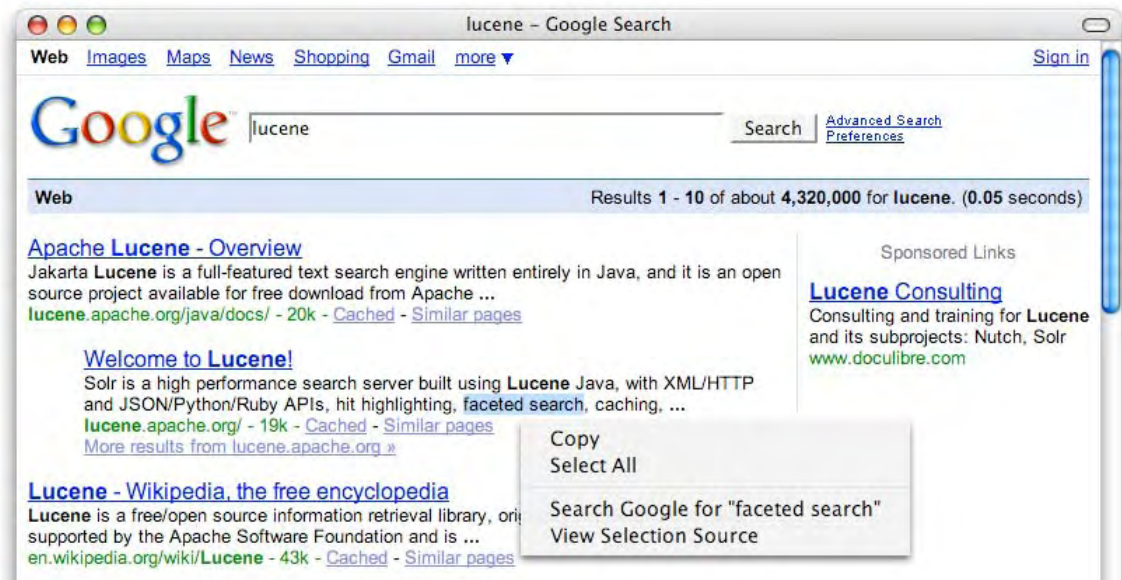 lucene – Google Search
Web Images Maps News Shopping Gmail more ▼ Sign in
Google™ lucene Search Advanced Search
Preferences
Web Results 1 - 10 of about 4,320,000 for lucene. (0.05 seconds)
Apache Lucene - Overview
Jakarta Lucene is a full-featured text search engine written entirely in Java, and it is an open
source project available for free download from Apache ...
lucene.apache.org/java/docs/ - 20k - Cached - Similar pages
Welcome to Lucene!
Solr is a high performance search server built using Lucene Java, with XML/HTTP
and JSON/Python/Ruby APIs, hit highlighting, faceted search, caching, ...
lucene.apache.org/ - 19k - Cached - Similar pages
More results from lucene.apache.org »
Lucene - Wikipedia, the free encyclopedia
Lucene is a free/open source information retrieval library,
supported by the Apache Software Foundation and is ...
en.wikipedia.org/wiki/Lucene - 43k - Cached - Similar pages
Sponsored Links
Lucene Consulting
Consulting and training for Lucene
and its subprojects: Nutch, Solr
www.doculibre.com
Copy
Select All
Search Google for "faceted search"
View Selection Source